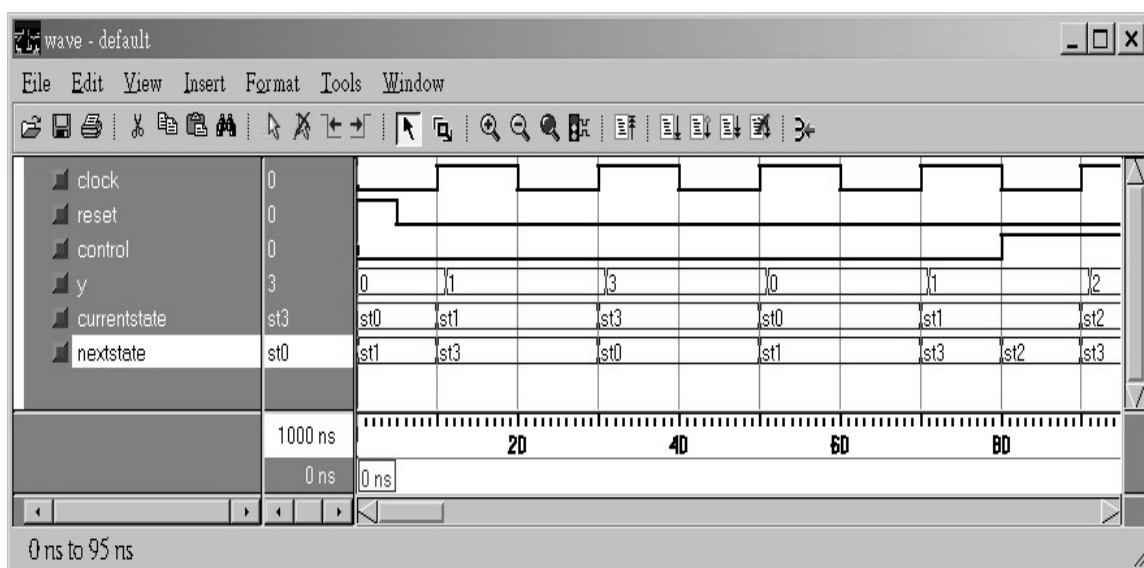 wave - default
File Edit View Insert Format Tools Window
clock 0
reset 0
control 0
y 3 0 1 3 0 1 2
currentstate st3 st0 st1 st3 st0 st1 st2
nextstate st0 st1 st3 st0 st1 st3 st2 st3
1000 ns 20 40 60 80
0 ns 0 ns
0 ns to 95 ns